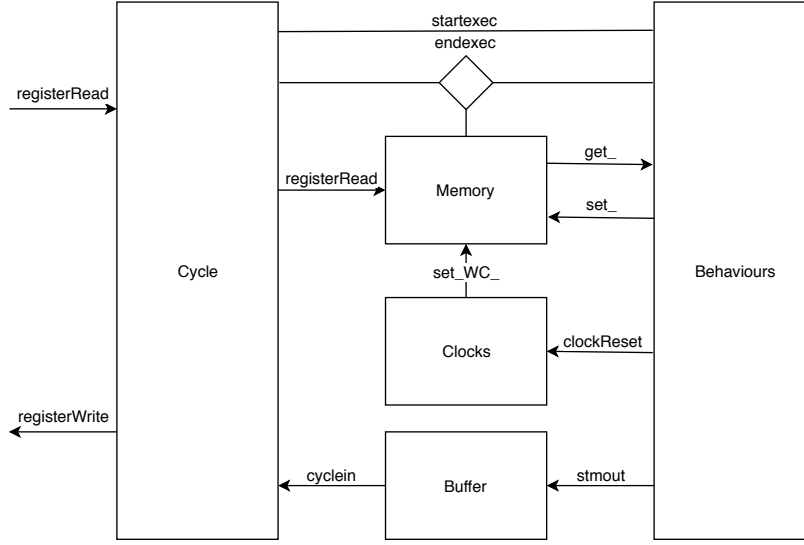 startexec
endexec
registerRead
get_
registerRead
Memory
set_
Cycle
set_WC_
Behaviours
Clocks
clockReset
registerWrite
cyclein
Buffer
stmout